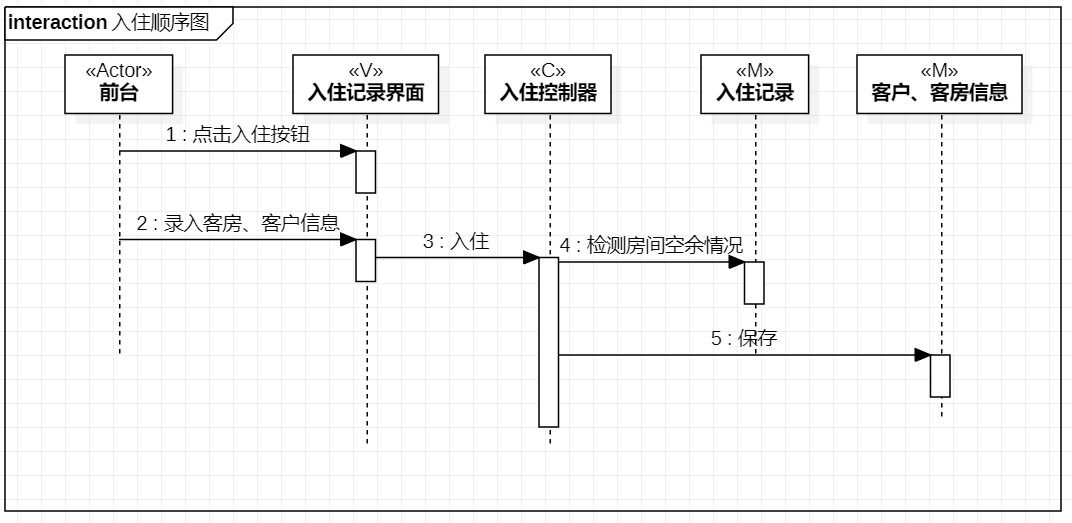 interaction 入住顺序图
«Actor»
前台
«V»
入住记录界面
«C»
入住控制器
«M»
入住记录
«M»
客户、客房信息
1 : 点击入住按钮
2 : 录入客房、客户信息
3 : 入住
4 : 检测房间空余情况
5 : 保存